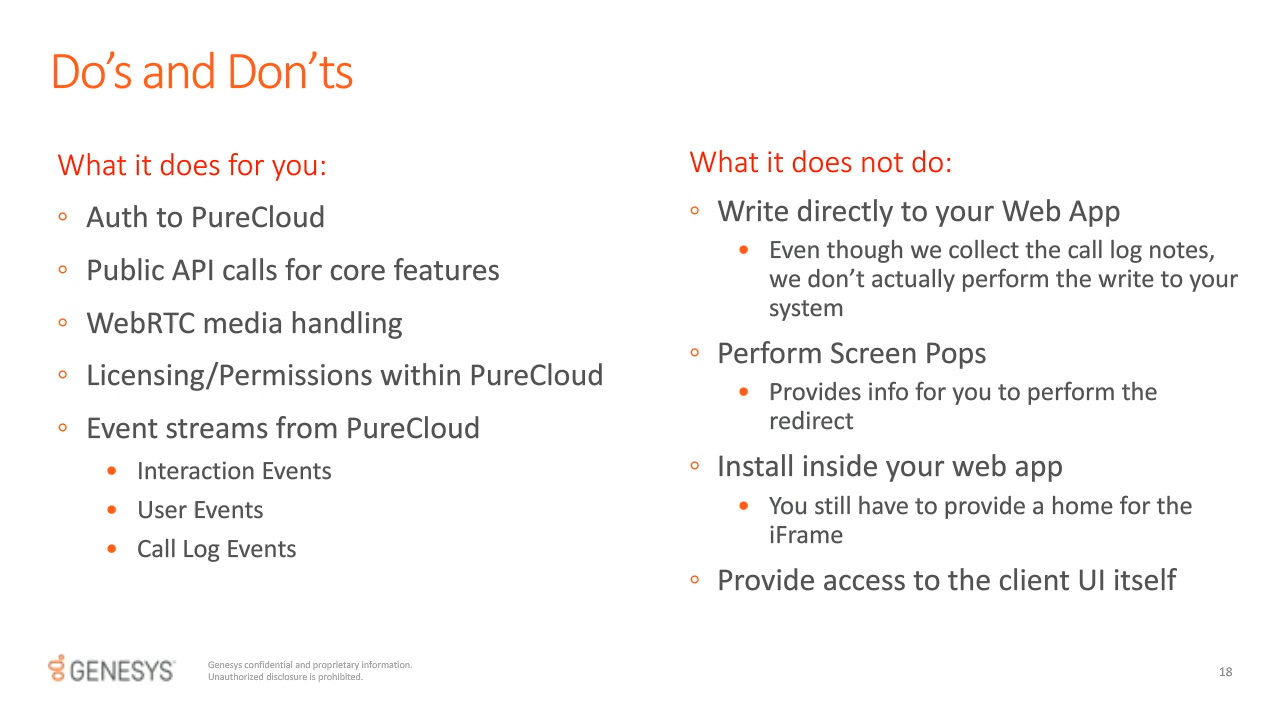 Do’s and Don’ts
What it does for you:
◦ Auth to PureCloud
◦ Public API calls for core features
◦ WebRTC media handling
◦ Licensing/Permissions within PureCloud
◦ Event streams from PureCloud
• Interaction Events
• User Events
• Call Log Events
What it does not do:
◦ Write directly to your Web App
• Even though we collect the call log notes,
we don’t actually perform the write to your
system
◦ Perform Screen Pops
• Provides info for you to perform the
redirect
◦ Install inside your web app
• You still have to provide a home for the
iFrame
◦ Provide access to the client UI itself
GENESYS
Genesys confidential and proprietary information.
Unauthorized disclosure is prohibited.
18